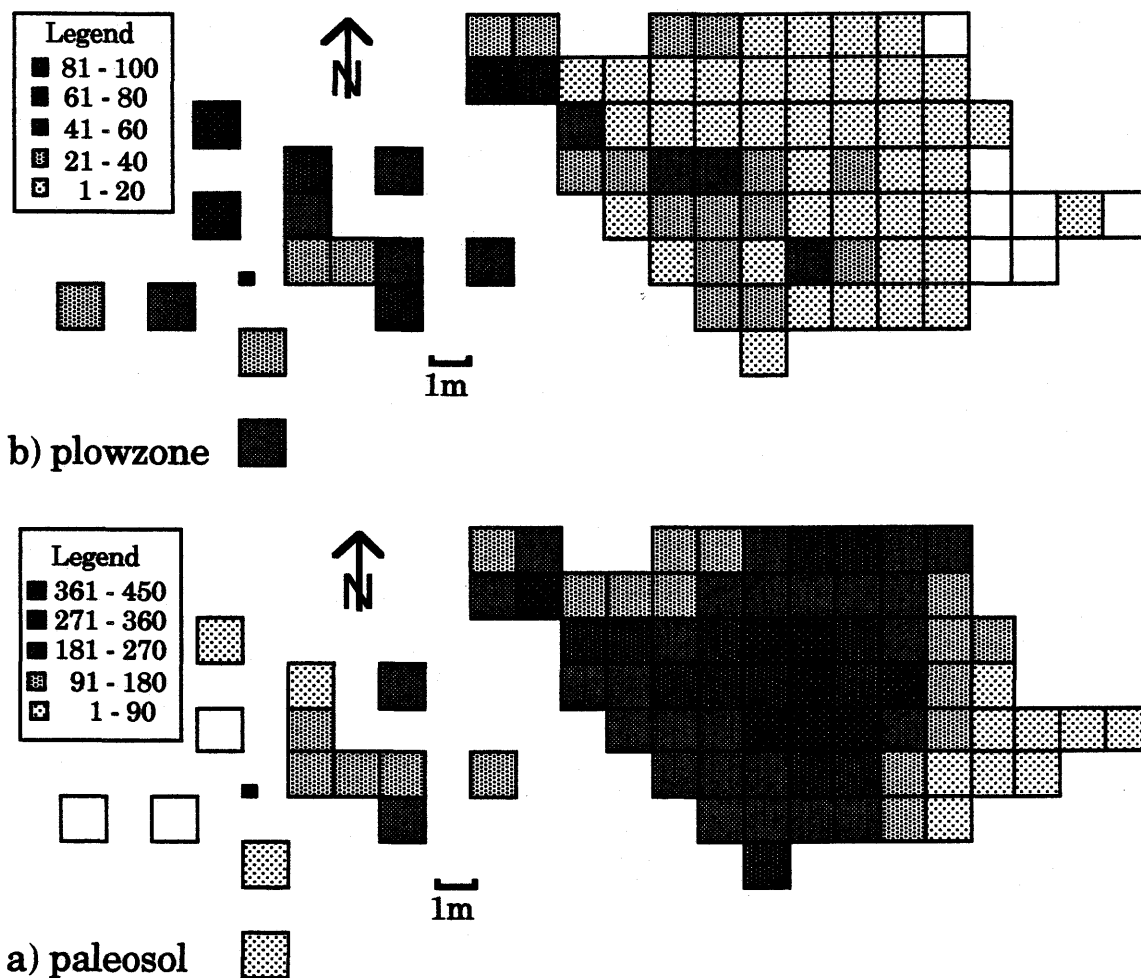 Legend
81 - 100
61 - 80
41 - 60
21 - 40
1 - 20
N
1m
b) plowzone
Legend
361 - 450
271 - 360
181 - 270
91 - 180
1 - 90
N
1m
a) paleosol